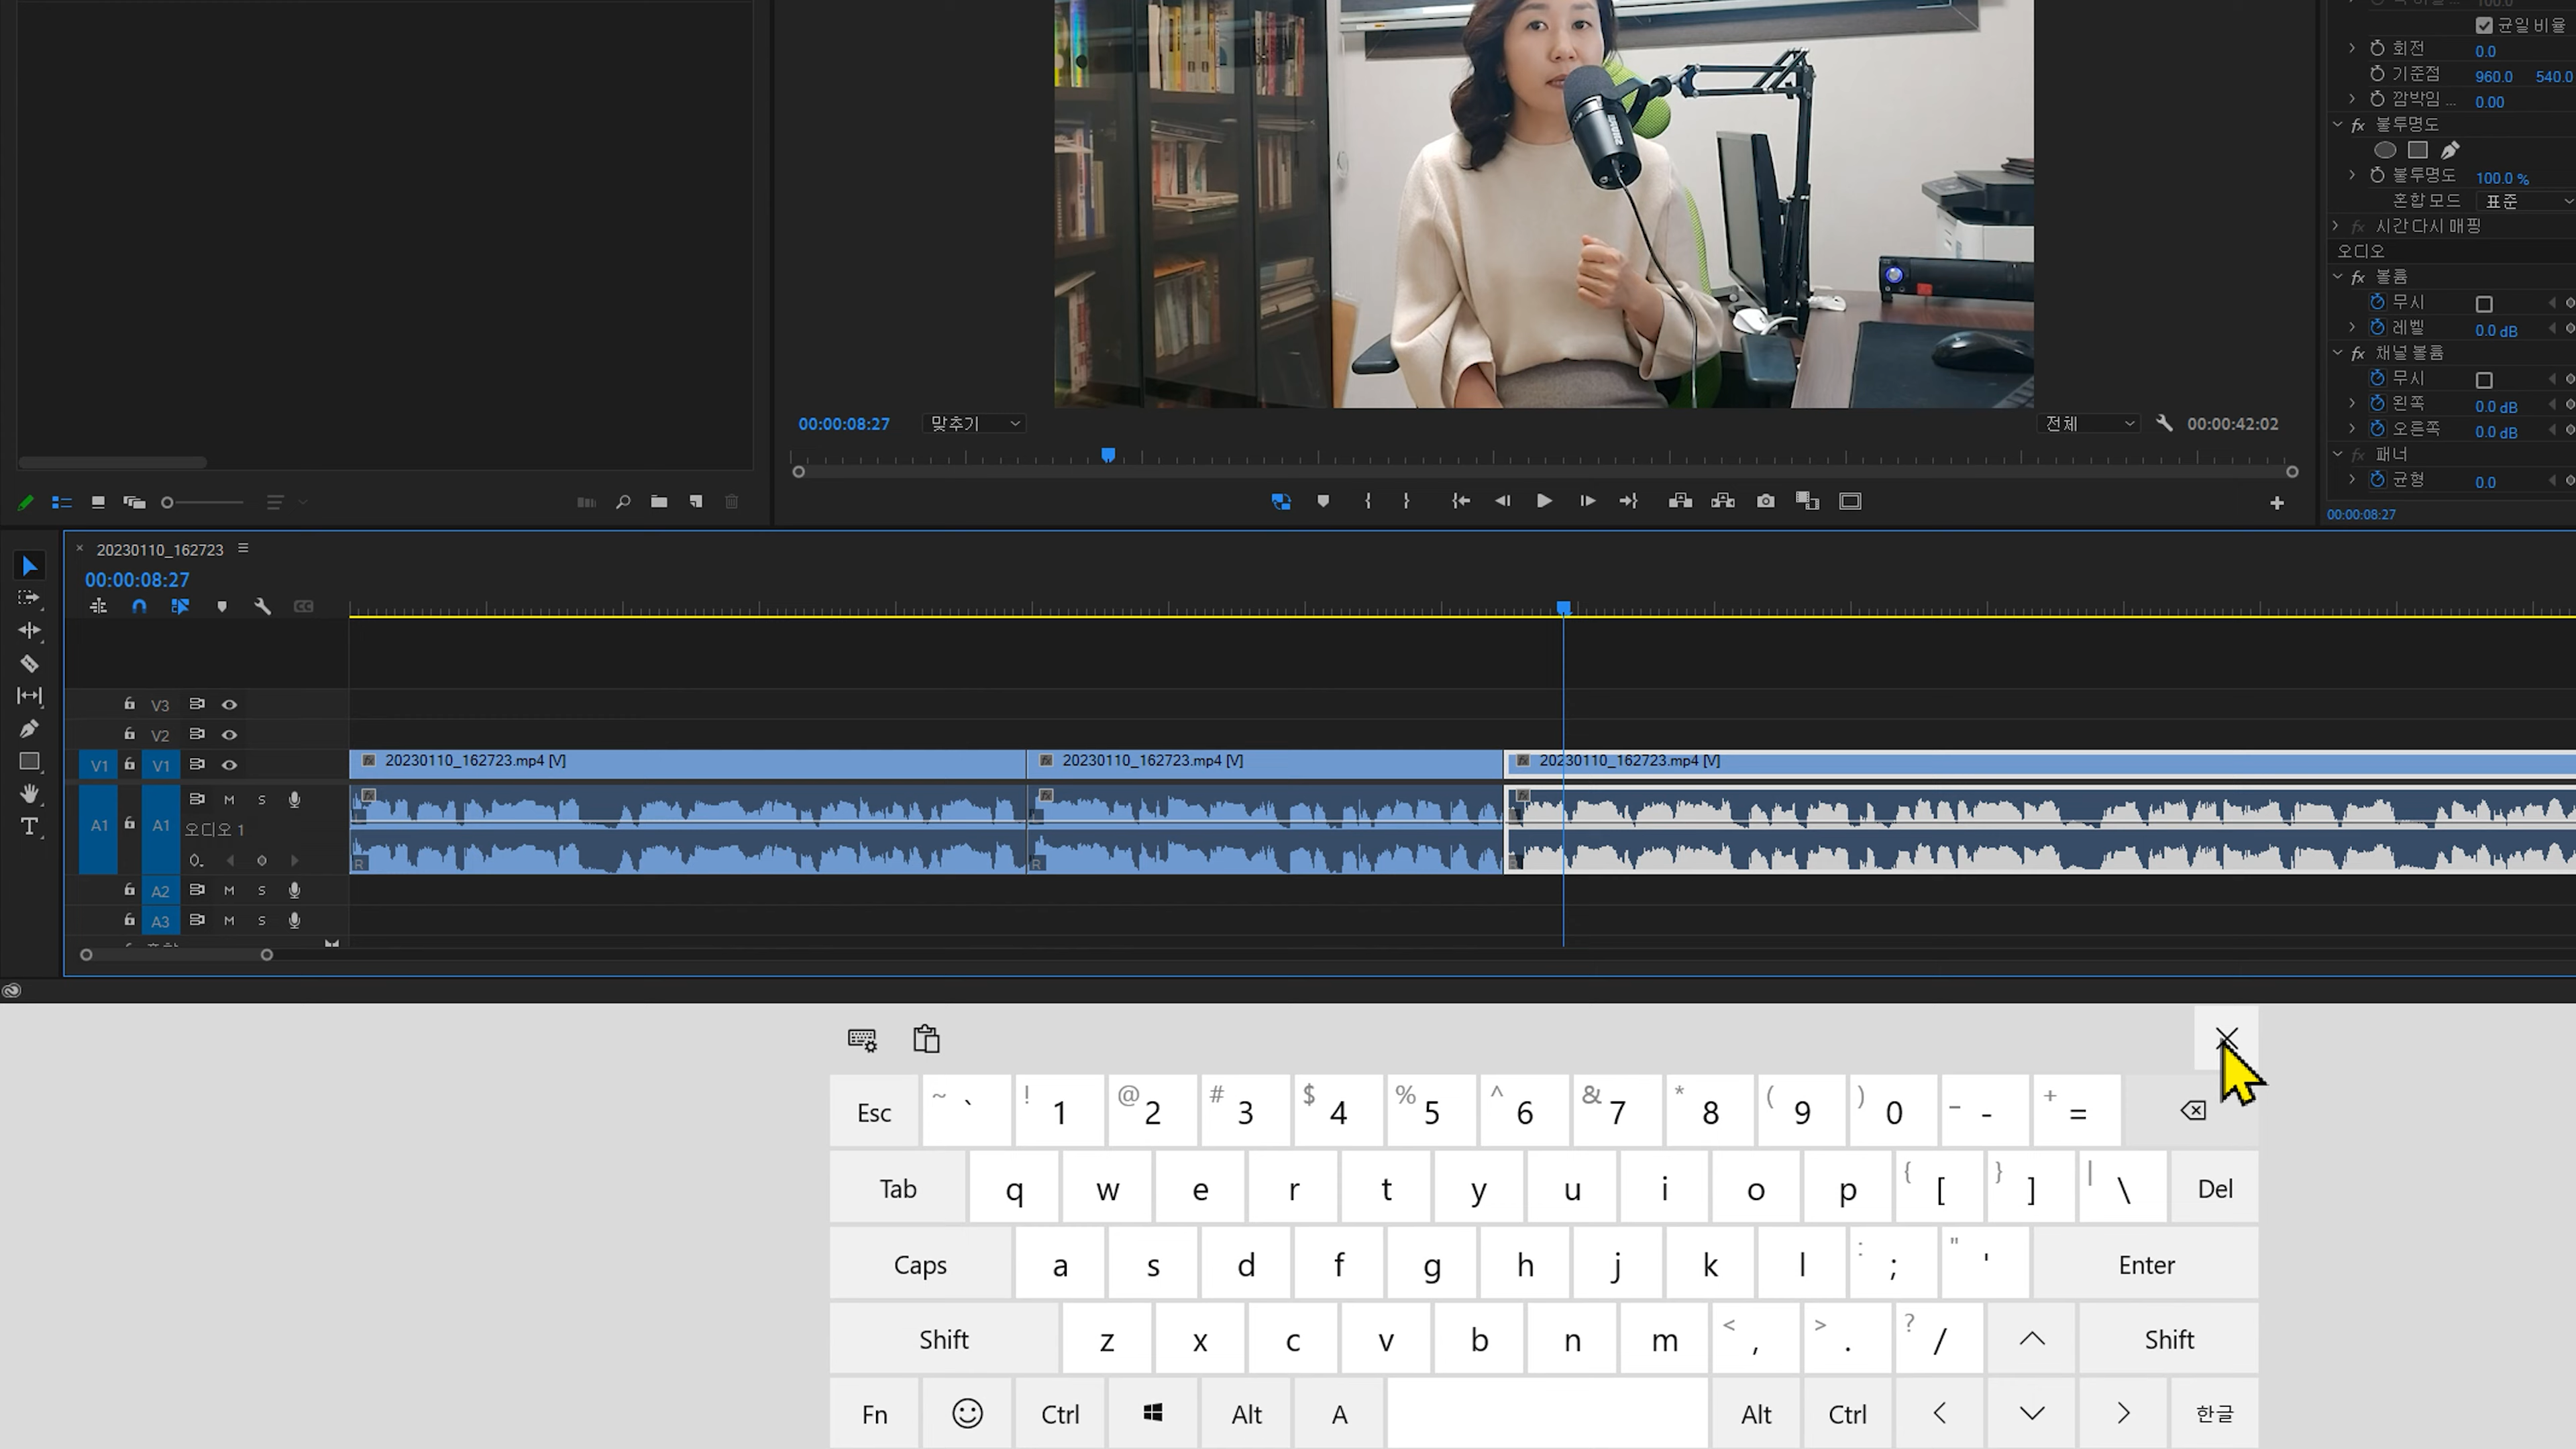 균일 비율
회전 0.0
기준점 960.0 540.0
깜박임 ... 0.00
fx 불투명도
불투명도 100.0 %
혼합 모드 표준
fx 시간 다시 매핑
오디오
fx 볼륨
무시
레벨 0.0 dB
fx 채널 볼륨
무시
왼쪽 0.0 dB
오른쪽 0.0 dB
fx 패너
균형 0.0
00:00:08:27
SHURE
00:00:08:27 맞추기 전체 00:00:42:02
× 20230110_162723
00:00:08:27
CC
V3
V2
V1 V1
20230110_162723.mp4 [V] 20230110_162723.mp4 [V] 20230110_162723.mp4 [V]
A1 A1 M S
오디오 1
R R
A2 M S
A3 M S
T
Esc ~ ` ! 1 @ 2 # 3 $ 4 % 5 ^ 6 & 7 * 8 ( 9 ) 0 _ - + =
Tab q w e r t y u i o p { [ } ] | \ Del
Caps a s d f g h j k l : ; " ' Enter
Shift z x c v b n m < , > . ? / Shift
Fn Ctrl Alt A Alt Ctrl 한글